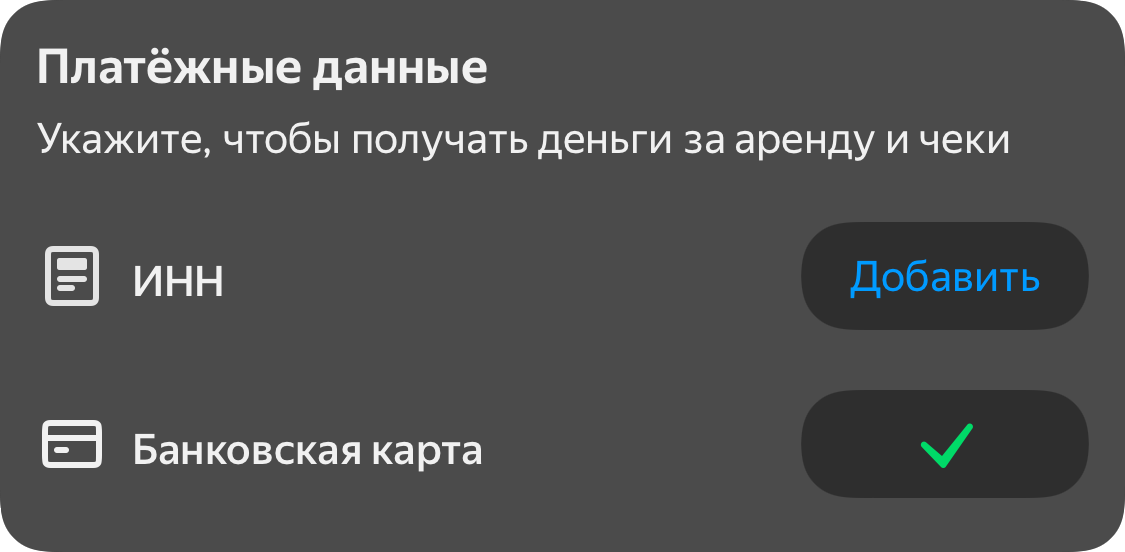 Платёжные данные
Укажите, чтобы получать деньги за аренду и чеки
ИНН
Добавить
Банковская карта